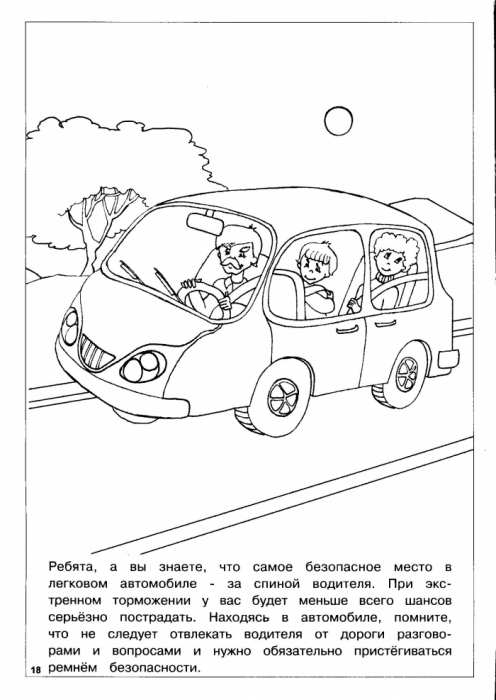 Ребята, а вы знаете, что самое безопасное место в
легковом автомобиле - за спиной водителя. При экс-
тренном торможении у вас будет меньше всего шансов
серьёзно пострадать. Находясь в автомобиле, помните,
что не следует отвлекать водителя от дороги разгово-
рами и вопросами и нужно обязательно пристёгиваться
18 ремнём безопасности.